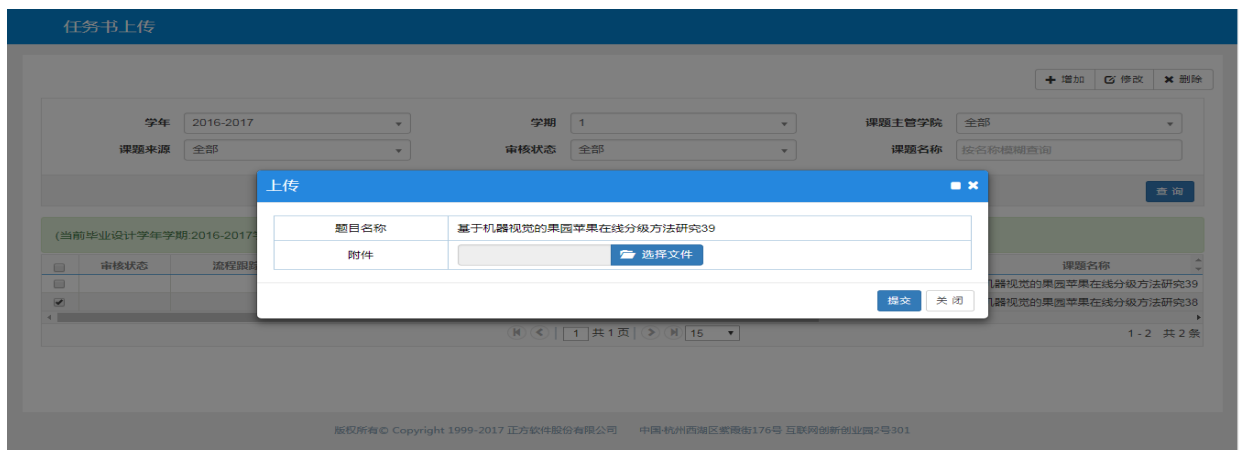 任务书上传
增加 修改 删除
学年 2016-2017 学期 1 课题主管学院 全部
课题来源 全部 审核状态 全部 课题名称 按名称模糊查询
查 询
上传
题目名称 基于机器视觉的果园苹果在线分级方法研究39
附件 选择文件
提交 关 闭
(当前毕业设计学年学期:2016-2017
审核状态 流程跟踪 课题名称
器视觉的果园苹果在线分级方法研究39
器视觉的果园苹果在线分级方法研究38
1 共 1 页 15 1 - 2 共 2 条
版权所有© Copyright 1999-2017 正方软件股份有限公司 中国·杭州西湖区紫霞街176号 互联网创新创业园2号301